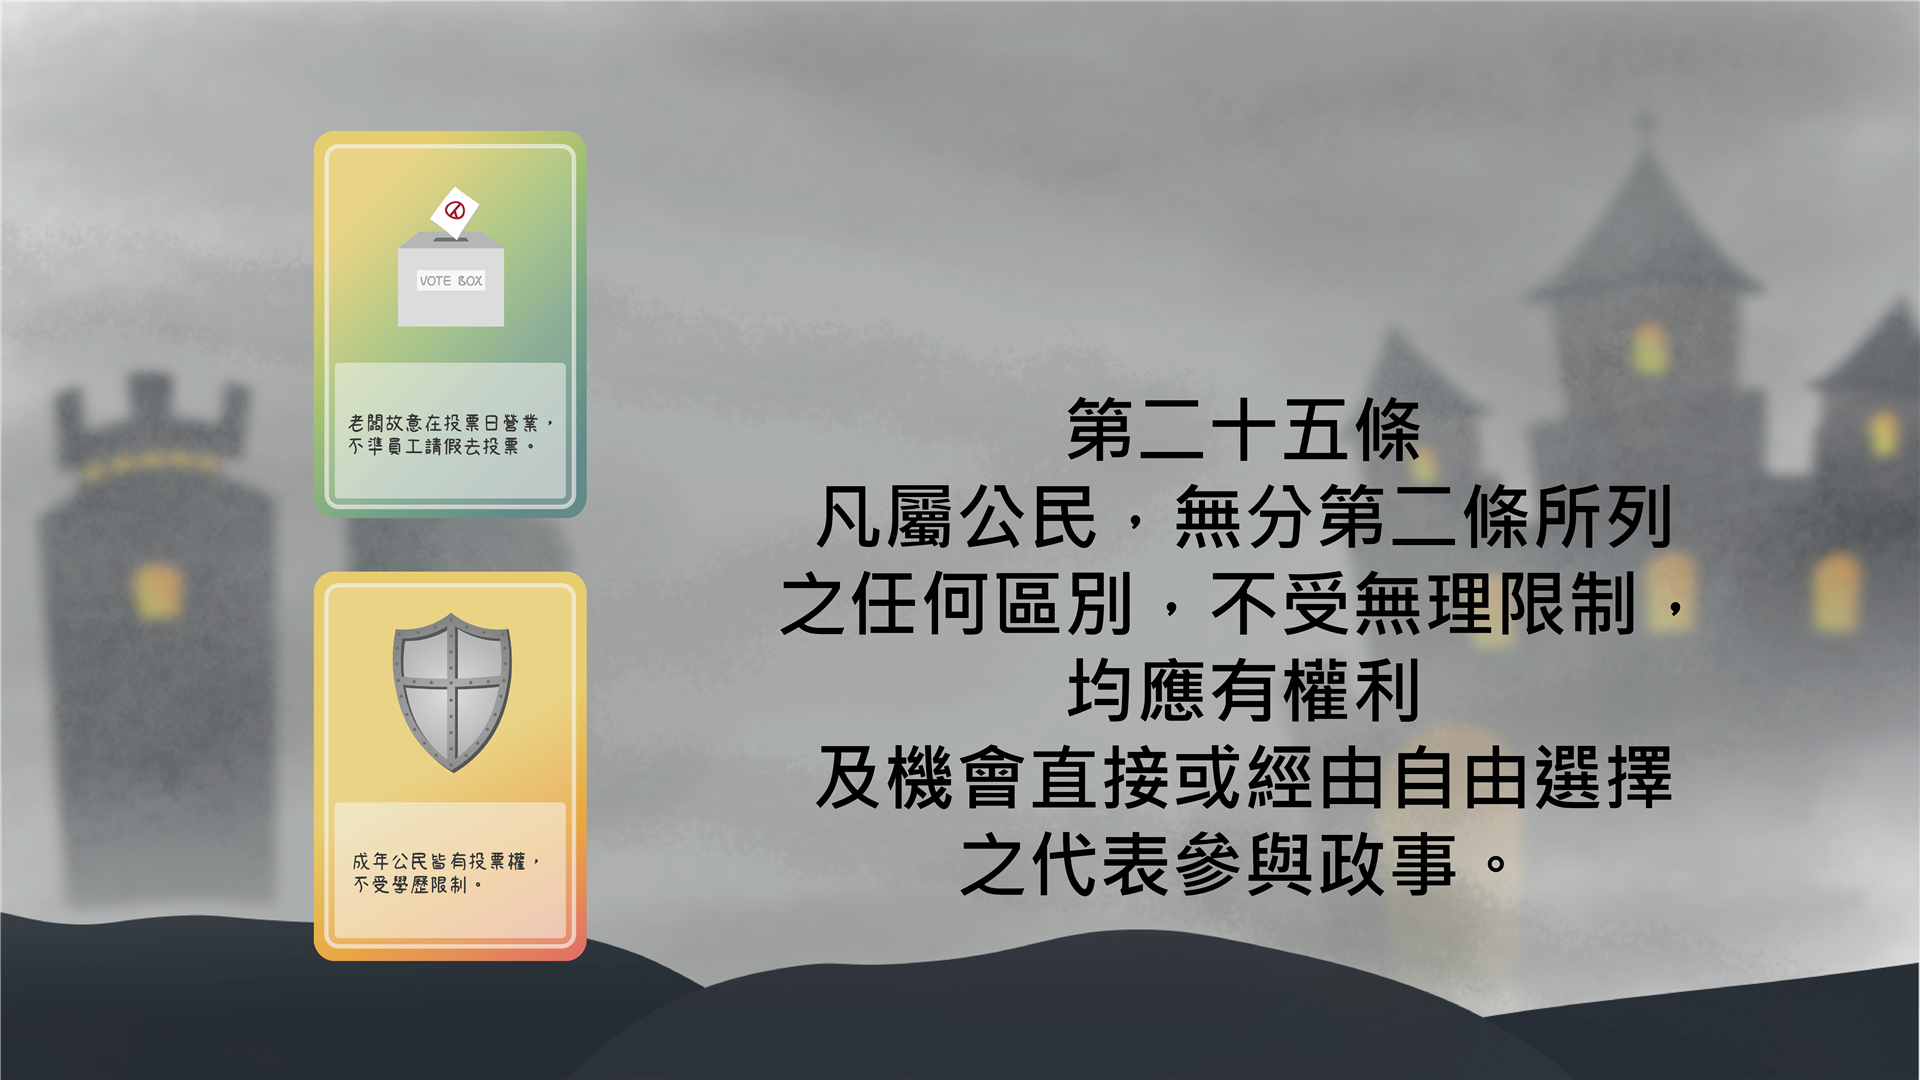 VOTE BOX
老闆故意在投票日營業，
不準員工請假去投票。
成年公民皆有投票權，
不受學歷限制。
第二十五條
凡屬公民，無分第二條所列
之任何區別，不受無理限制，
均應有權利
及機會直接或經由自由選擇
之代表參與政事。